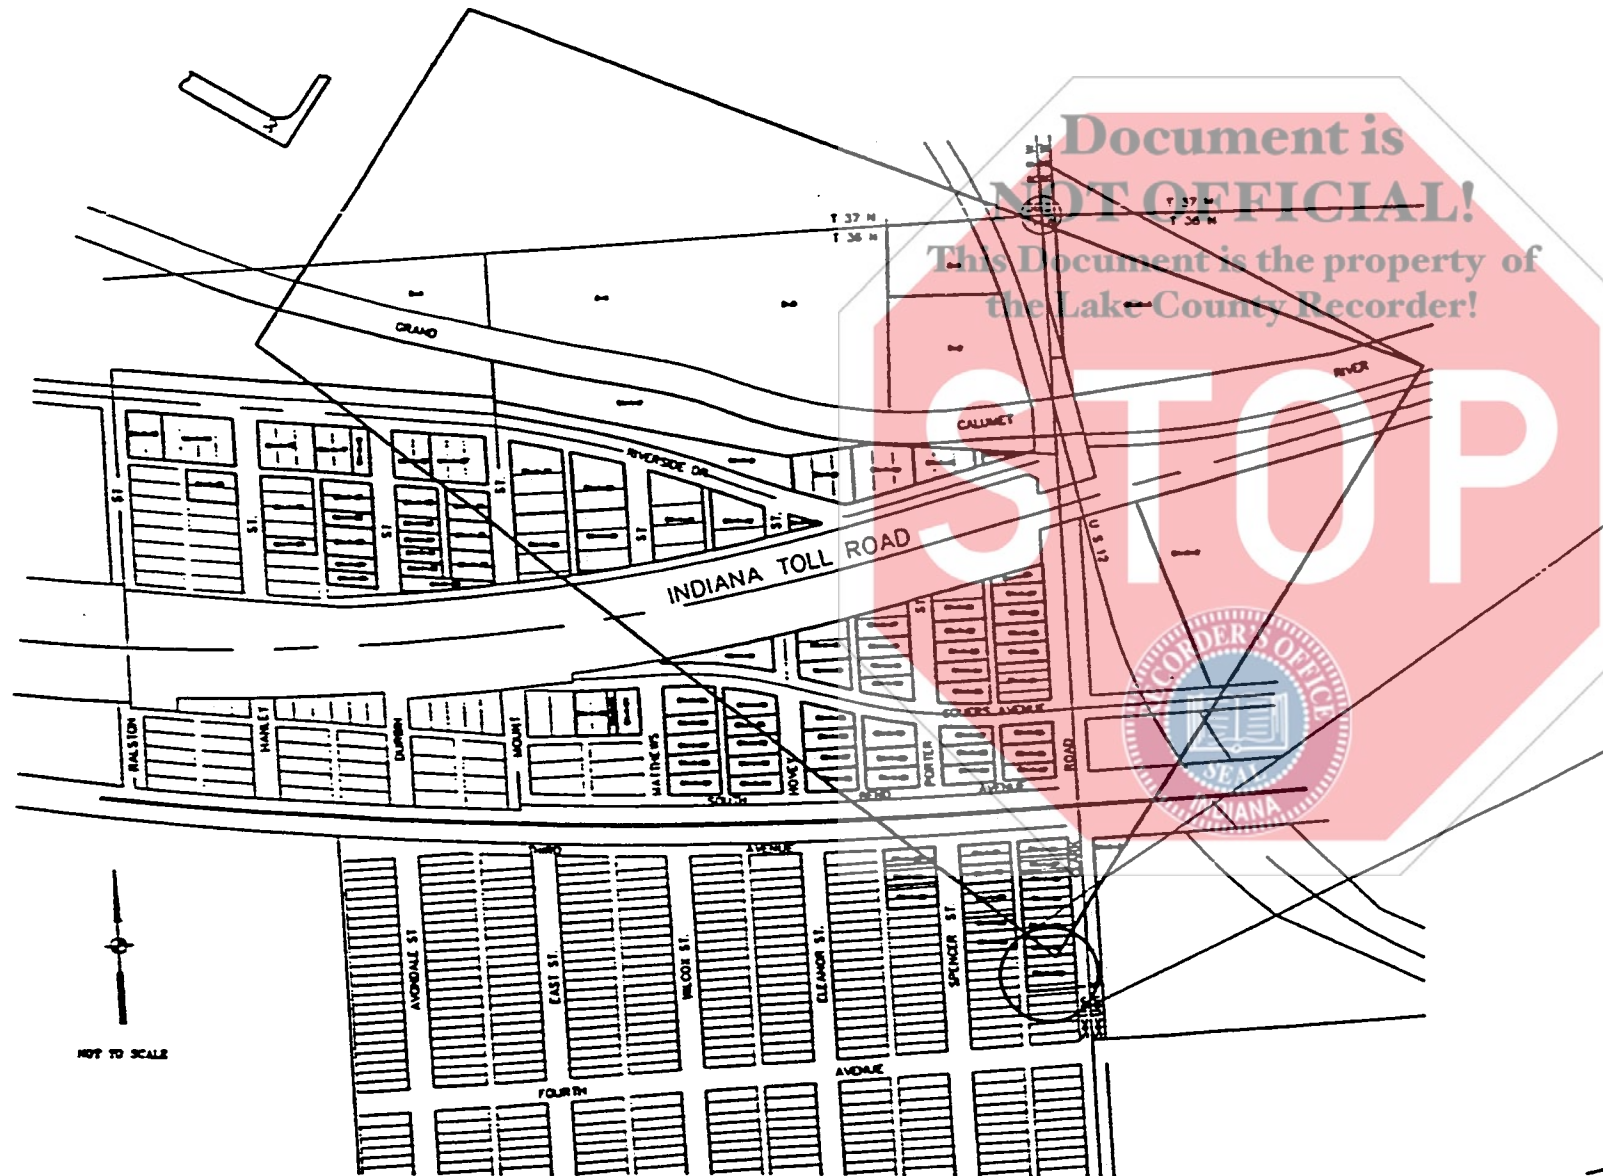 Document is
NOT OFFICIAL!
This Document is the property of
the Lake County Recorder!
STOP
RECORDER'S OFFICE
SEAL
INDIANA
T 37 N
T 36 N
T 37 N
T 36 N
GRAND
CALUMET
RIVER
RIVERSIDE DR.
ST.
ST.
ST
ST.
ST
ST.
ST.
INDIANA TOLL ROAD
U S 12
RALSTON
HANLEY
DURBIN
MOUNT
MATHEWS
HOVEY
PORTER
ROAD
CLARK
SOUTH
BEND
AVENUE
THIRD
AVENUE
AVONDALE ST
EAST ST.
WILCOX ST.
ELEANOR ST.
SPENCER ST.
FOURTH
AVENUE
NOT TO SCALE